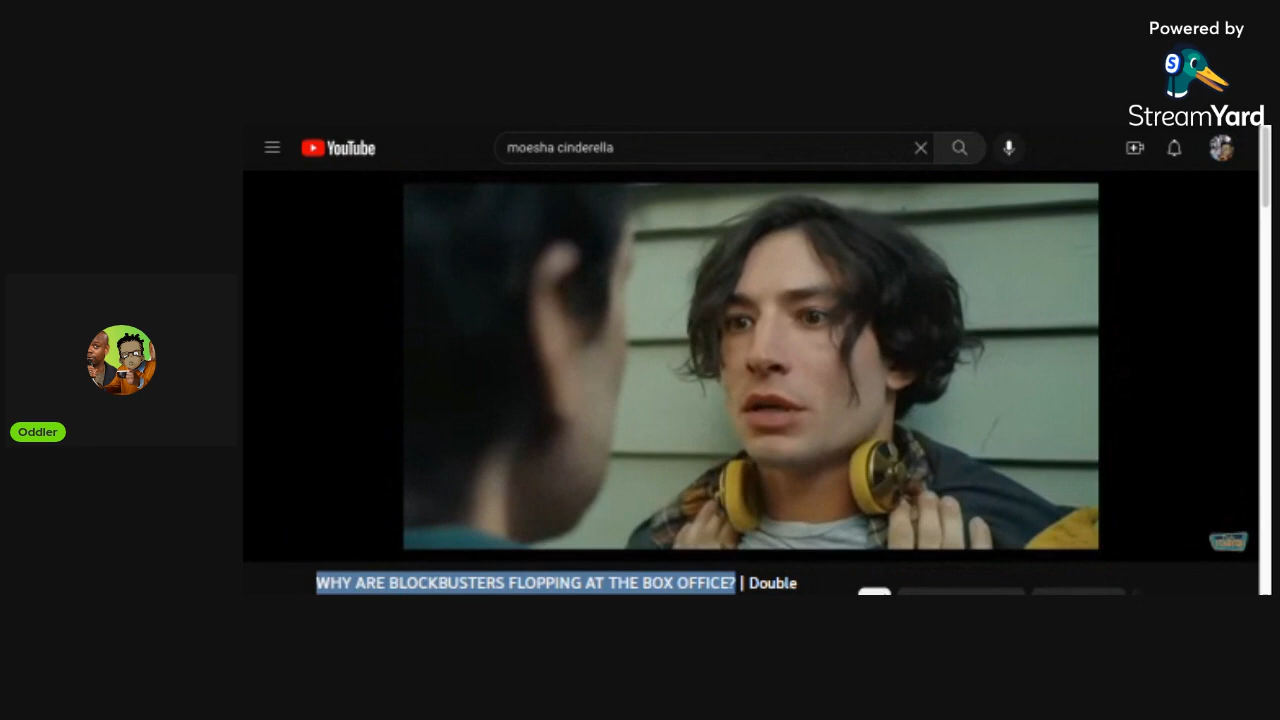 Powered by
StreamYard
YouTube
moesha cinderella
Oddler
WHY ARE BLOCKBUSTERS FLOPPING AT THE BOX OFFICE? | Double